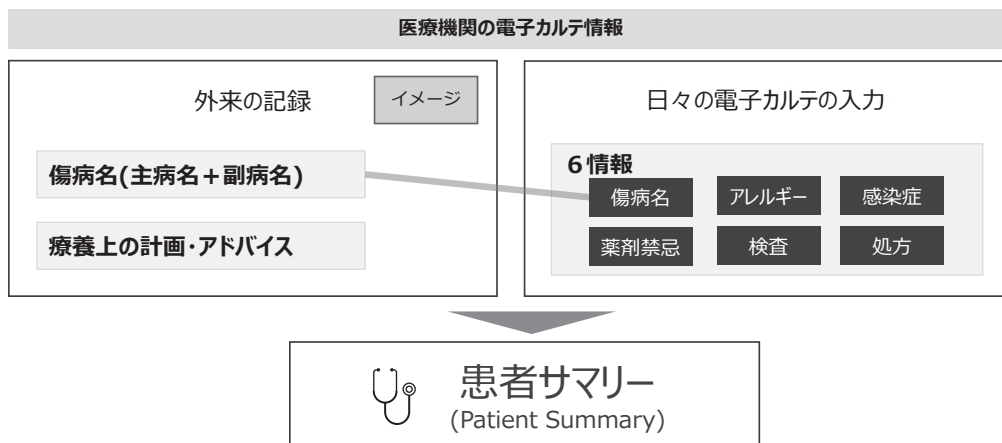 医療機関の電子カルテ情報
外来の記録
イメージ
傷病名(主病名＋副病名)
療養上の計画・アドバイス
日々の電子カルテの入力
６情報
傷病名
アレルギー
感染症
薬剤禁忌
検査
処方
患者サマリー
(Patient Summary)